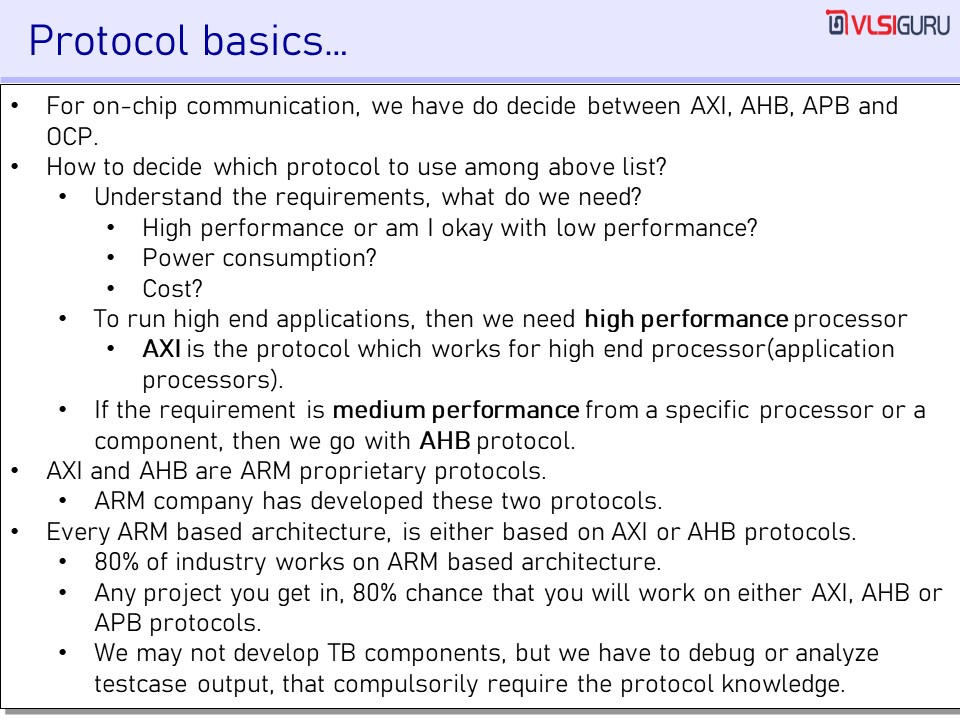 Protocol basics...
VLSIGURU
• For on-chip communication, we have do decide between AXI, AHB, APB and
OCP.
• How to decide which protocol to use among above list?
• Understand the requirements, what do we need?
• High performance or am I okay with low performance?
• Power consumption?
• Cost?
• To run high end applications, then we need high performance processor
• AXI is the protocol which works for high end processor(application
processors).
• If the requirement is medium performance from a specific processor or a
component, then we go with AHB protocol.
• AXI and AHB are ARM proprietary protocols.
• ARM company has developed these two protocols.
• Every ARM based architecture, is either based on AXI or AHB protocols.
• 80% of industry works on ARM based architecture.
• Any project you get in, 80% chance that you will work on either AXI, AHB or
APB protocols.
• We may not develop TB components, but we have to debug or analyze
testcase output, that compulsorily require the protocol knowledge.